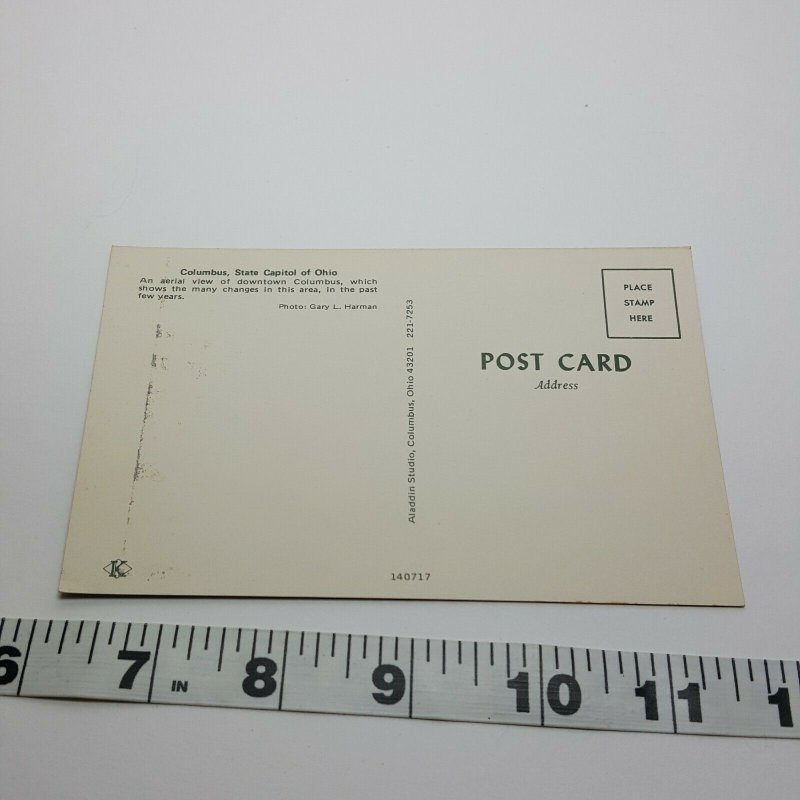 Columbus, State Capitol of Ohio
An aerial view of downtown Columbus, which
shows the many changes in this area, in the past
few years.
Photo: Gary L. Harman
Aladdin Studio, Columbus, Ohio 43201 221-7253
PLACE
STAMP
HERE
POST CARD
Address
K
140717
6 7 IN 8 9 10 11 1